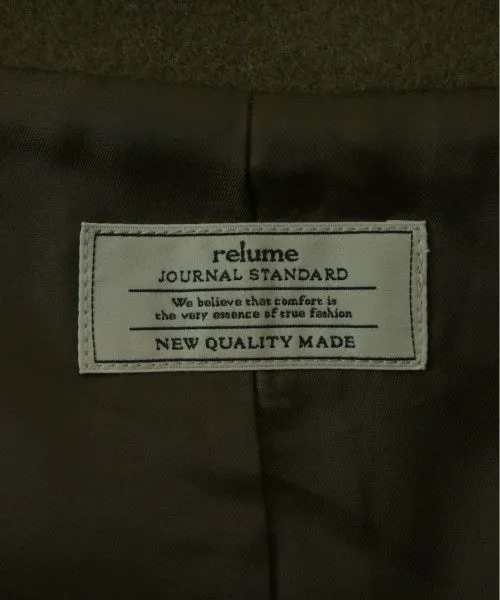 relume
JOURNAL STANDARD
We believe that comfort is
the very essence of true fashion
NEW QUALITY MADE